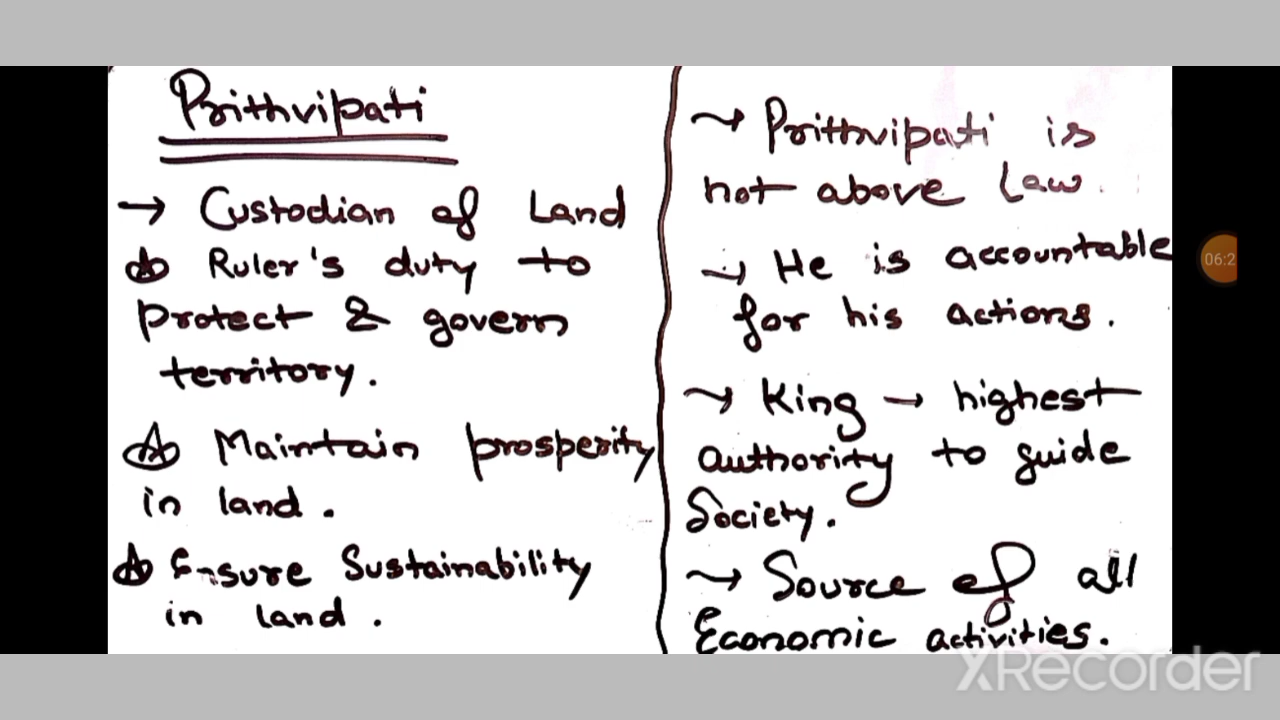 Prithvipati
→ Custodian of Land
☆ Ruler's duty to
protect & govern
territory.
☆ Maintain prosperity
in land.
☆ Ensure Sustainability
in land.
→ Prithvipati is
not above law.
→ He is accountable
for his actions.
→ King → highest
authority to guide
Society.
→ Source of all
Economic activities.
06:2
XRecorder